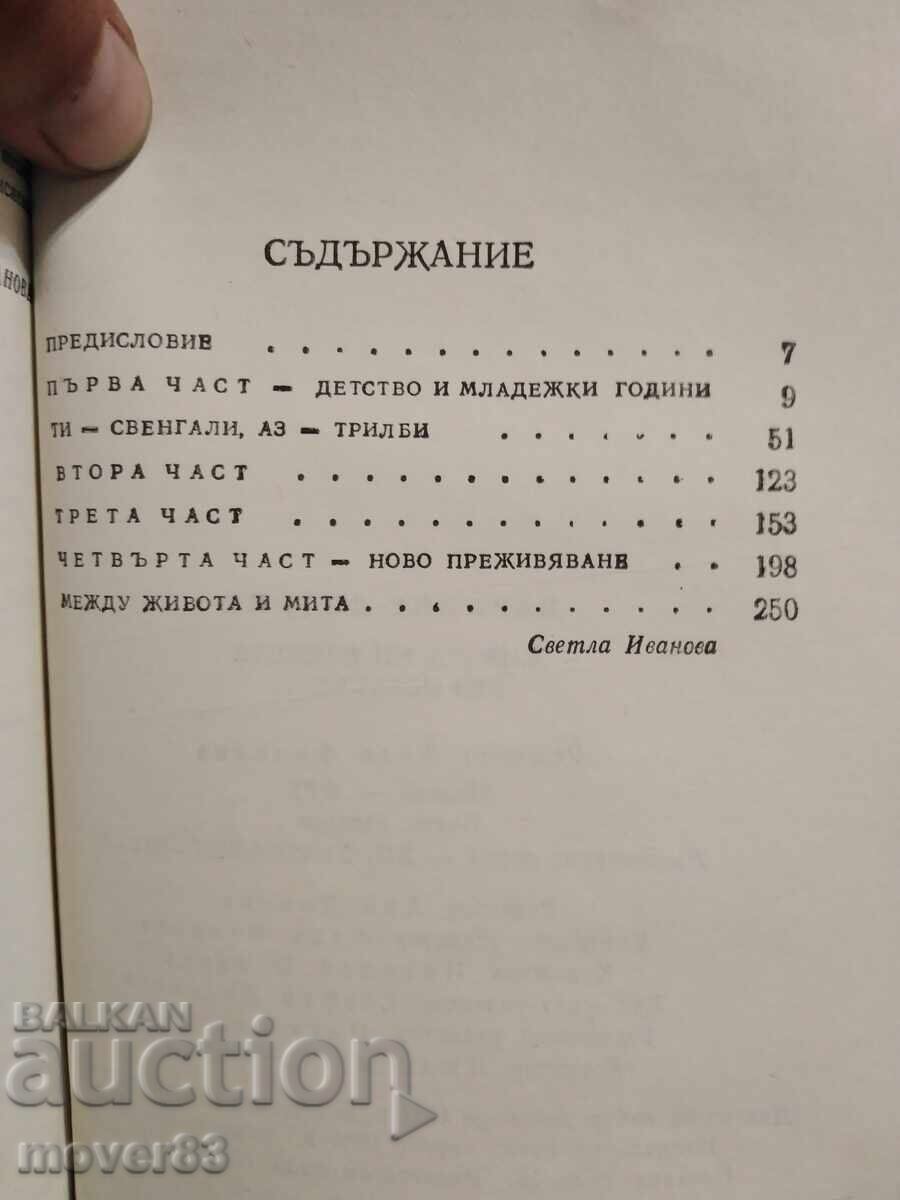 СЪДЪРЖАНИЕ
ПРЕДИСЛОВИЕ . . . . . . . . . . . . . . 7
ПЪРВА ЧАСТ — ДЕТСТВО И МЛАДЕЖКИ ГОДИНИ 9
ТИ — СВЕНГАЛИ, АЗ — ТРИЛБИ . . . . . . . 51
ВТОРА ЧАСТ . . . . . . . . . . . . . 123
ТРЕТА ЧАСТ . . . . . . . . . . . . . 153
ЧЕТВЪРТА ЧАСТ — НОВО ПРЕЖИВЯВАНЕ . . 198
МЕЖДУ ЖИВОТА И МИТА . . . . . . . . . . . 250
Светла Иванова
BALKAN
auction
mover83